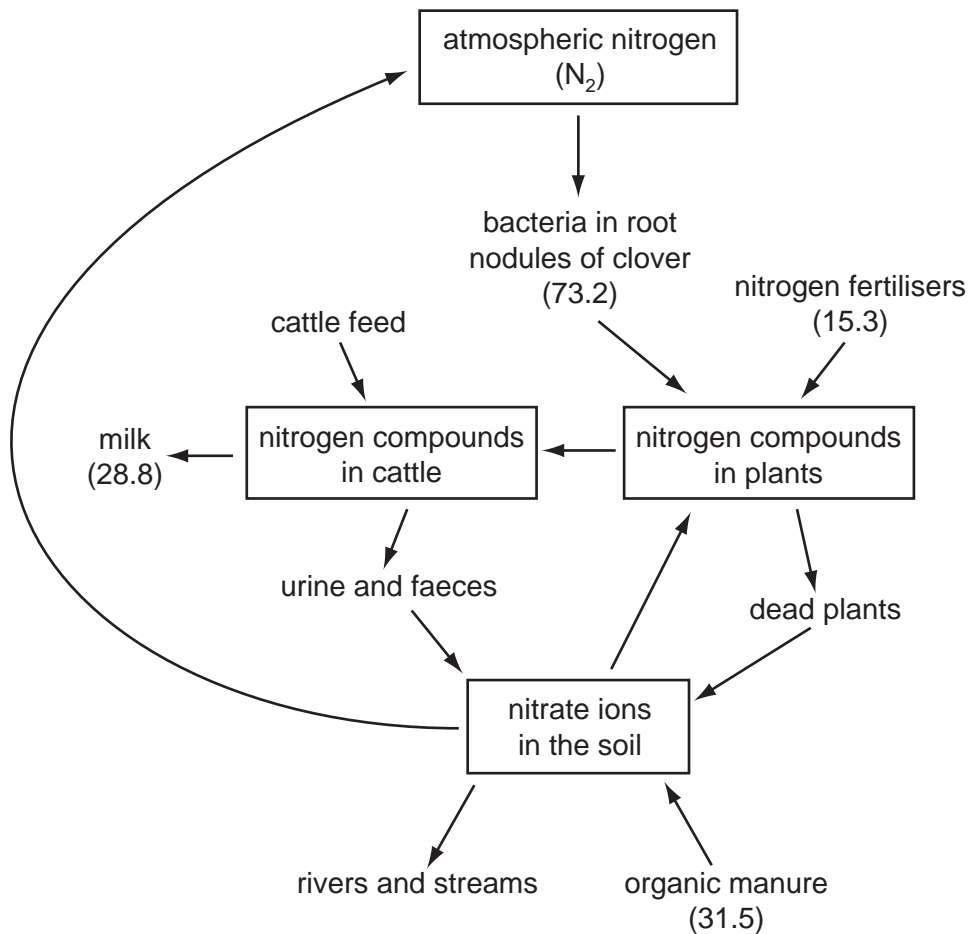 atmospheric nitrogen
(N₂)
bacteria in root
nodules of clover
(73.2)
nitrogen fertilisers
(15.3)
cattle feed
milk
(28.8)
nitrogen compounds
in cattle
nitrogen compounds
in plants
urine and faeces
dead plants
nitrate ions
in the soil
rivers and streams
organic manure
(31.5)